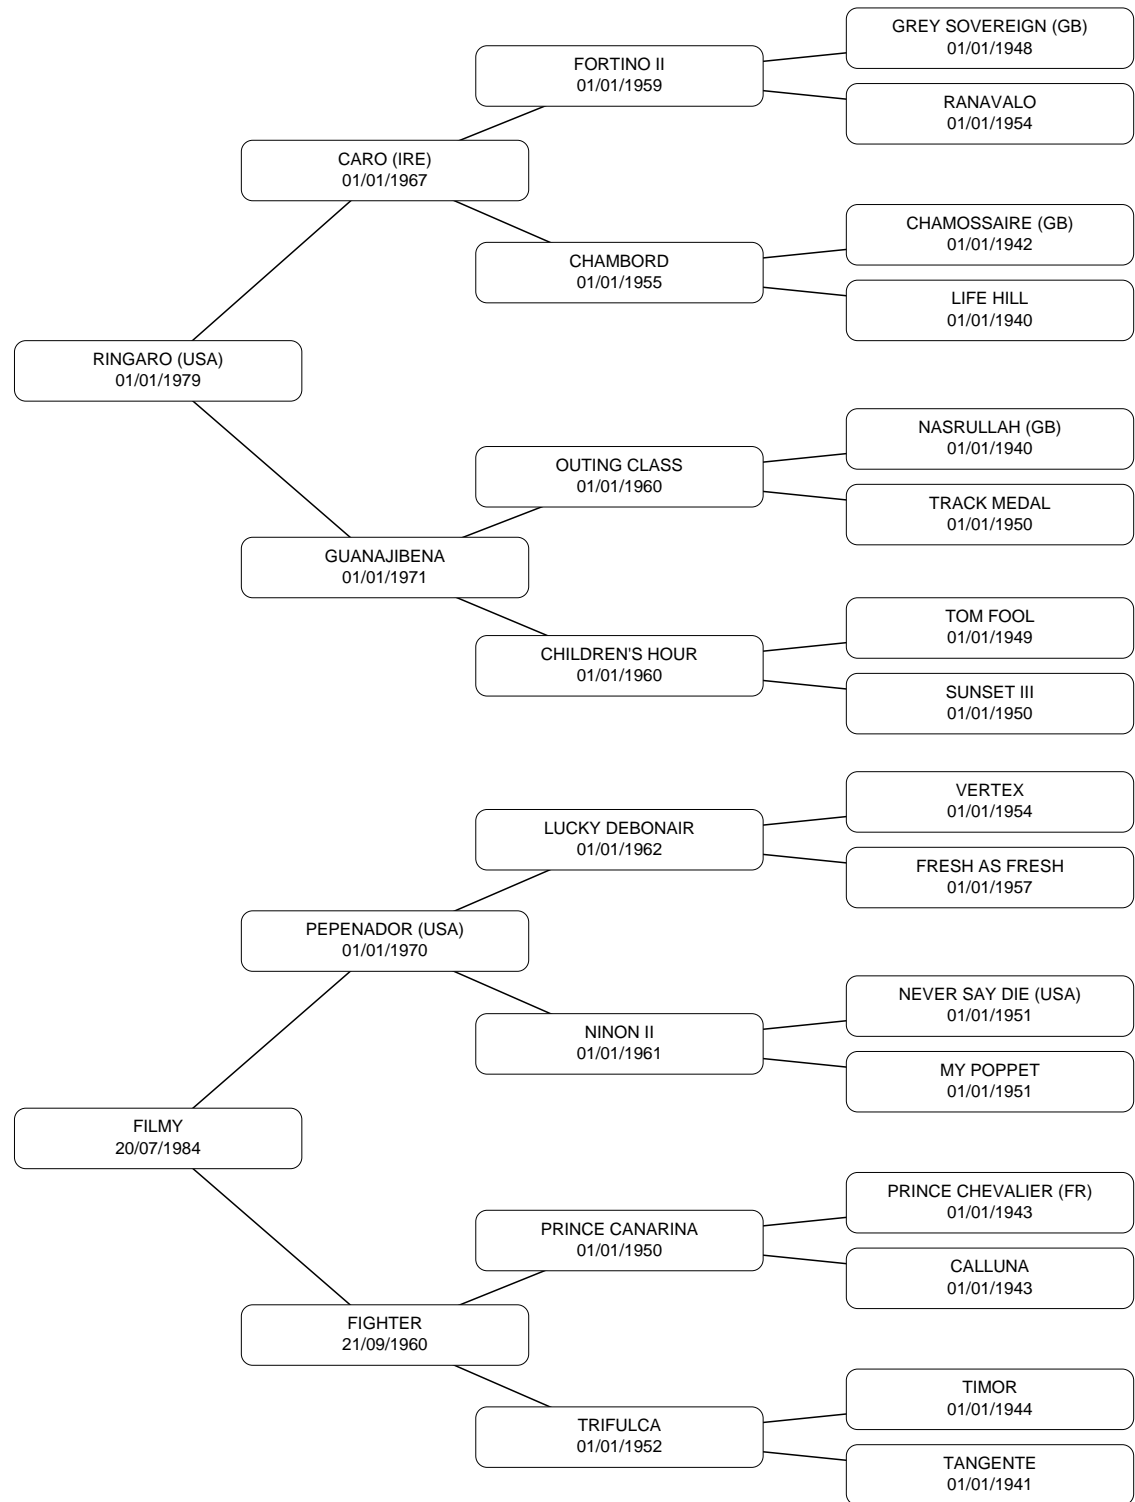 GREY SOVEREIGN (GB)
01/01/1948
FORTINO II
01/01/1959
RANAVALO
01/01/1954
CARO (IRE)
01/01/1967
CHAMOSSAIRE (GB)
01/01/1942
CHAMBORD
01/01/1955
LIFE HILL
01/01/1940
RINGARO (USA)
01/01/1979
NASRULLAH (GB)
01/01/1940
OUTING CLASS
01/01/1960
TRACK MEDAL
01/01/1950
GUANAJIBENA
01/01/1971
TOM FOOL
01/01/1949
CHILDREN'S HOUR
01/01/1960
SUNSET III
01/01/1950
VERTEX
01/01/1954
LUCKY DEBONAIR
01/01/1962
FRESH AS FRESH
01/01/1957
PEPENADOR (USA)
01/01/1970
NEVER SAY DIE (USA)
01/01/1951
NINON II
01/01/1961
MY POPPET
01/01/1951
FILMY
20/07/1984
PRINCE CHEVALIER (FR)
01/01/1943
PRINCE CANARINA
01/01/1950
CALLUNA
01/01/1943
FIGHTER
21/09/1960
TIMOR
01/01/1944
TRIFULCA
01/01/1952
TANGENTE
01/01/1941